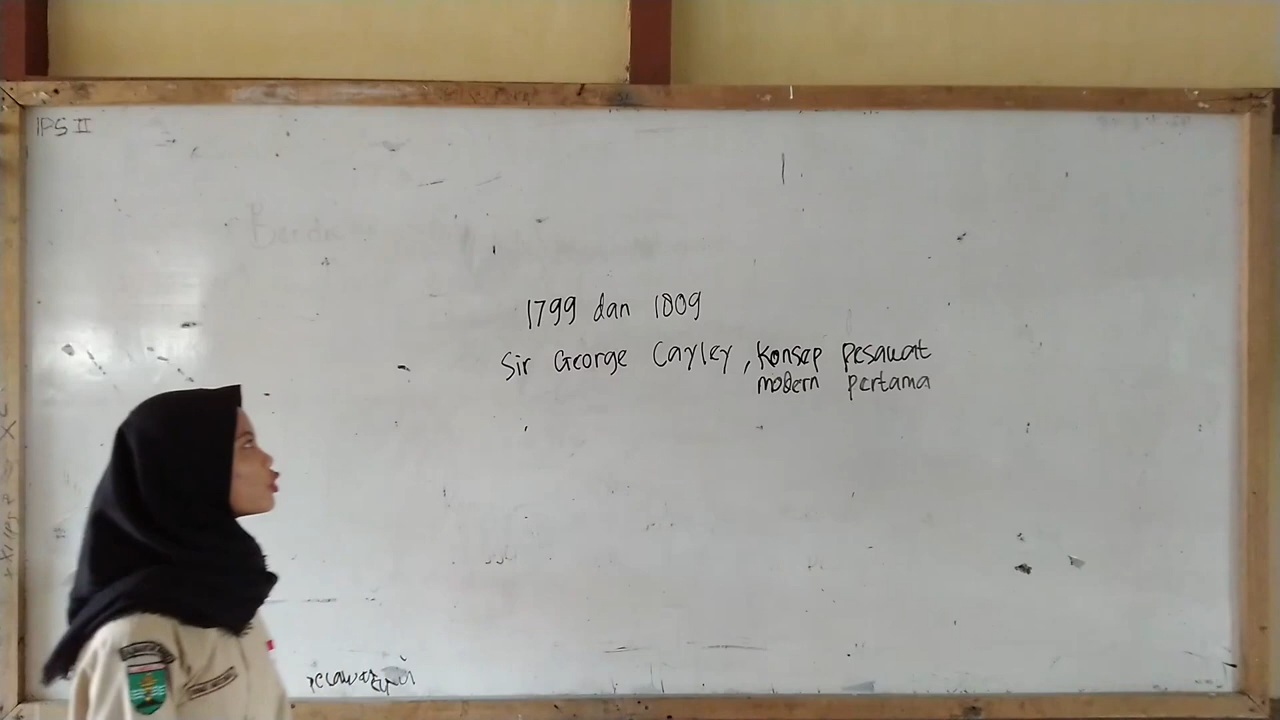 IPS II
1799 dan 1809
Sir George Cayley, konsep pesawat
modern pertama